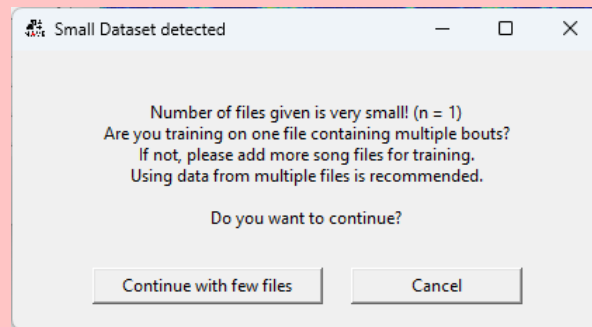 Small Dataset detected
Number of files given is very small! (n = 1)
Are you training on one file containing multiple bouts?
If not, please add more song files for training.
Using data from multiple files is recommended.
Do you want to continue?
Continue with few files
Cancel